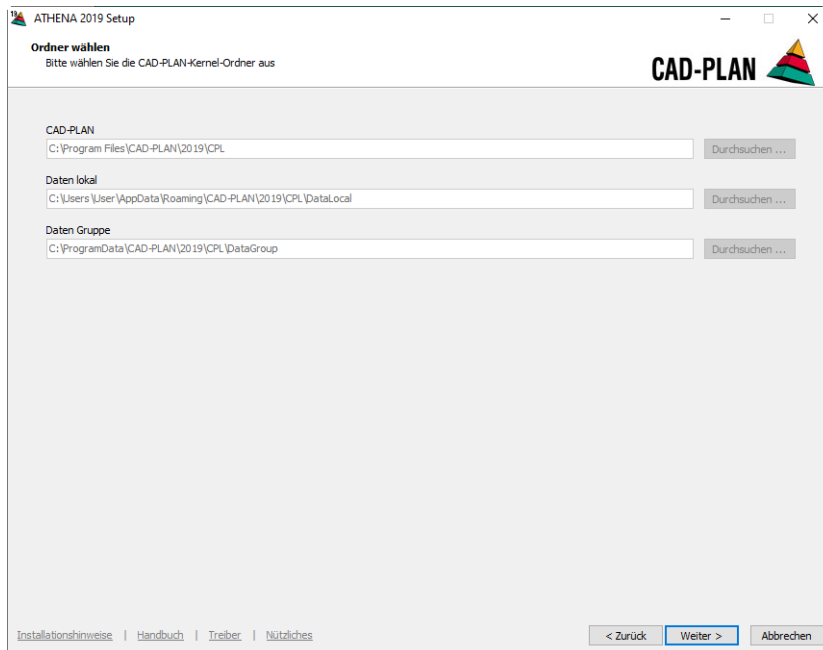 ATHENA 2019 Setup
Ordner wählen
Bitte wählen Sie die CAD-PLAN-Kernel-Ordner aus
CAD-PLAN
CAD-PLAN
C:\Program Files\CAD-PLAN\2019\CPL
Durchsuchen ...
Daten lokal
C:\Users\User\AppData\Roaming\CAD-PLAN\2019\CPL\DataLocal
Durchsuchen ...
Daten Gruppe
C:\ProgramData\CAD-PLAN\2019\CPL\DataGroup
Durchsuchen ...
Installationshinweise | Handbuch | Treiber | Nützliches
< Zurück
Weiter >
Abbrechen